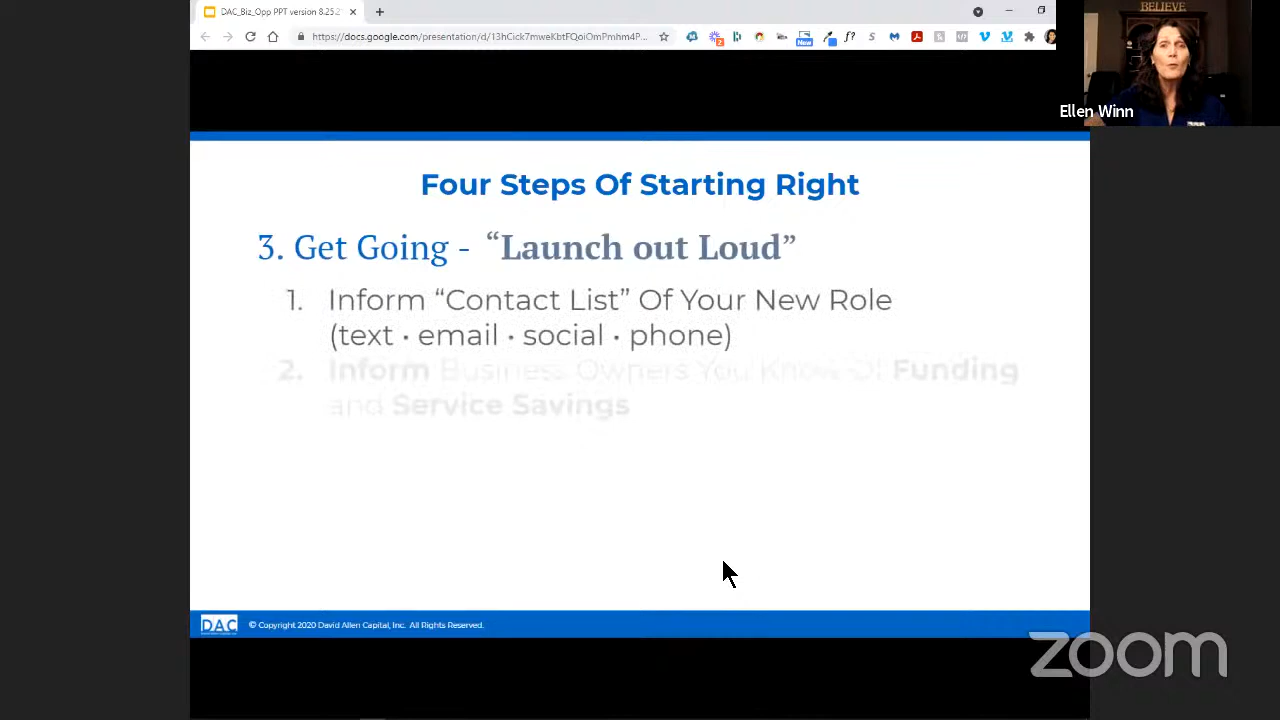 DAC_Biz_Opp PPT version 8.25.2
https://docs.google.com/presentation/d/13hCick7mweKbtFQoiOmPmhm4P...
New
BELIEVE
Ellen Winn
Four Steps Of Starting Right
3. Get Going - “Launch out Loud”
1. Inform “Contact List” Of Your New Role
(text • email • social • phone)
2. Inform Business Owners You Know Of Funding
and Service Savings
DAC
© Copyright 2020 David Allen Capital, Inc. All Rights Reserved.
zoom